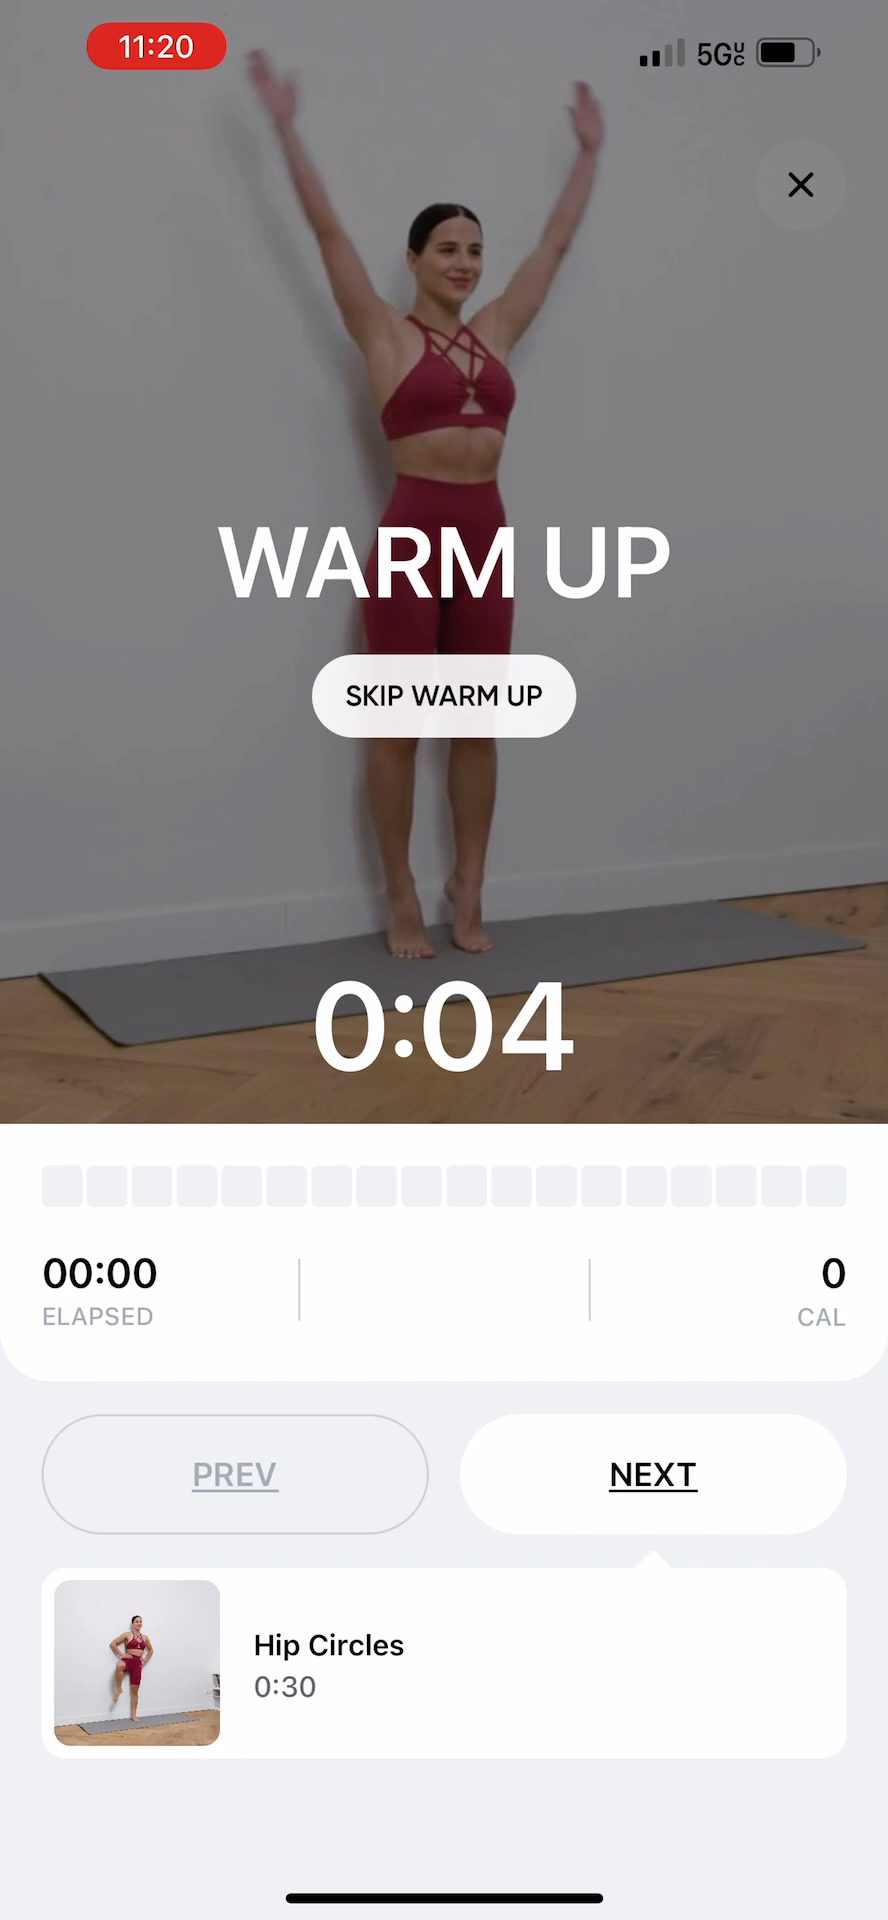 11:20
5GUC
WARM UP
SKIP WARM UP
0:04
00:00
0
ELAPSED
CAL
PREV
NEXT
Hip Circles
0:30